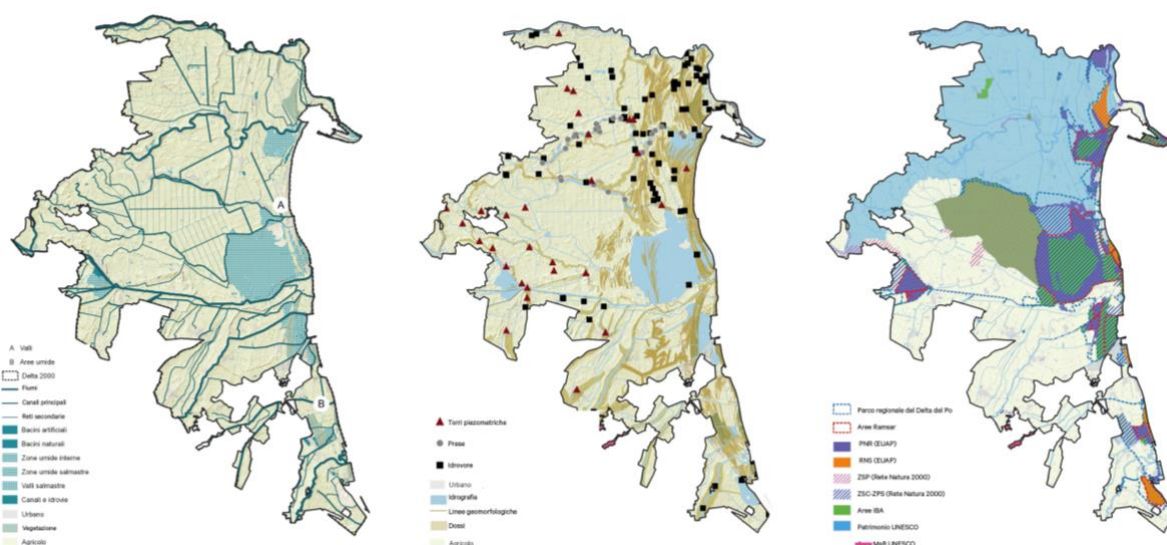 A
B
A Valli
B Aree umide
Delta 2000
Fiumi
Canali principali
Reti secondarie
Bacini artificiali
Bacini naturali
Zone umide interne
Zone umide salmastre
Valli salmastre
Canali e idrovie
Urbano
Vegetazione
Agricolo
Torri piezometriche
Prese
Idrovore
Urbano
Idrografia
Linee geomorfologiche
Dossi
Agricolo
Parco regionale del Delta del Po
Aree Ramsar
PNR (EUAP)
RNS (EUAP)
ZSP (Rete Natura 2000)
ZSC-ZPS (Rete Natura 2000)
Aree IBA
Patrimonio UNESCO
MaB UNESCO